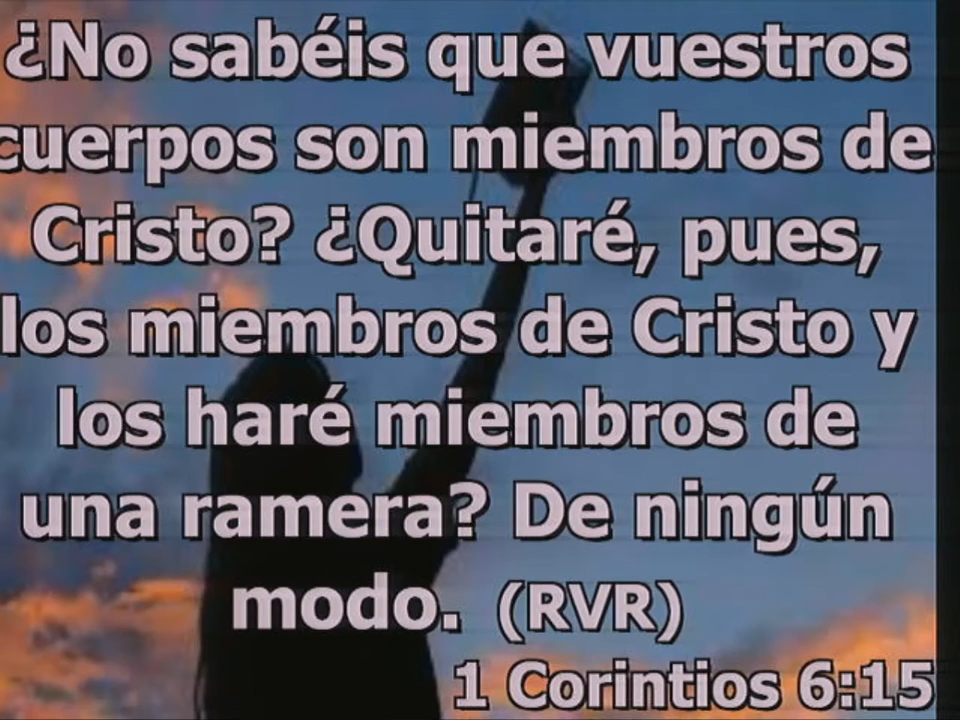 ¿No sabéis que vuestros
cuerpos son miembros de
Cristo? ¿Quitaré, pues,
los miembros de Cristo y
los haré miembros de
una ramera? De ningún
modo. (RVR)
1 Corintios 6:15